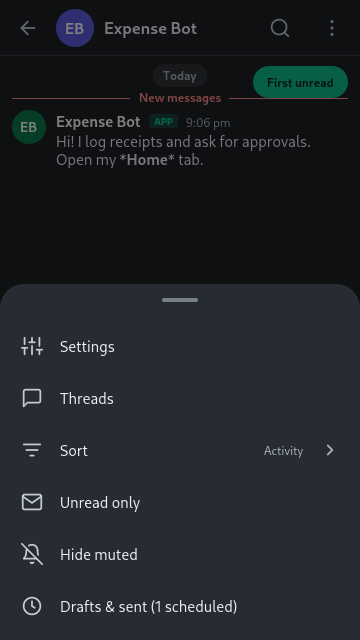 EB Expense Bot
Today
First unread
New messages
EB Expense Bot APP 9:06 pm
Hi! I log receipts and ask for approvals.
Open my *Home* tab.
Settings
Threads
Sort Activity
Unread only
Hide muted
Drafts & sent (1 scheduled)